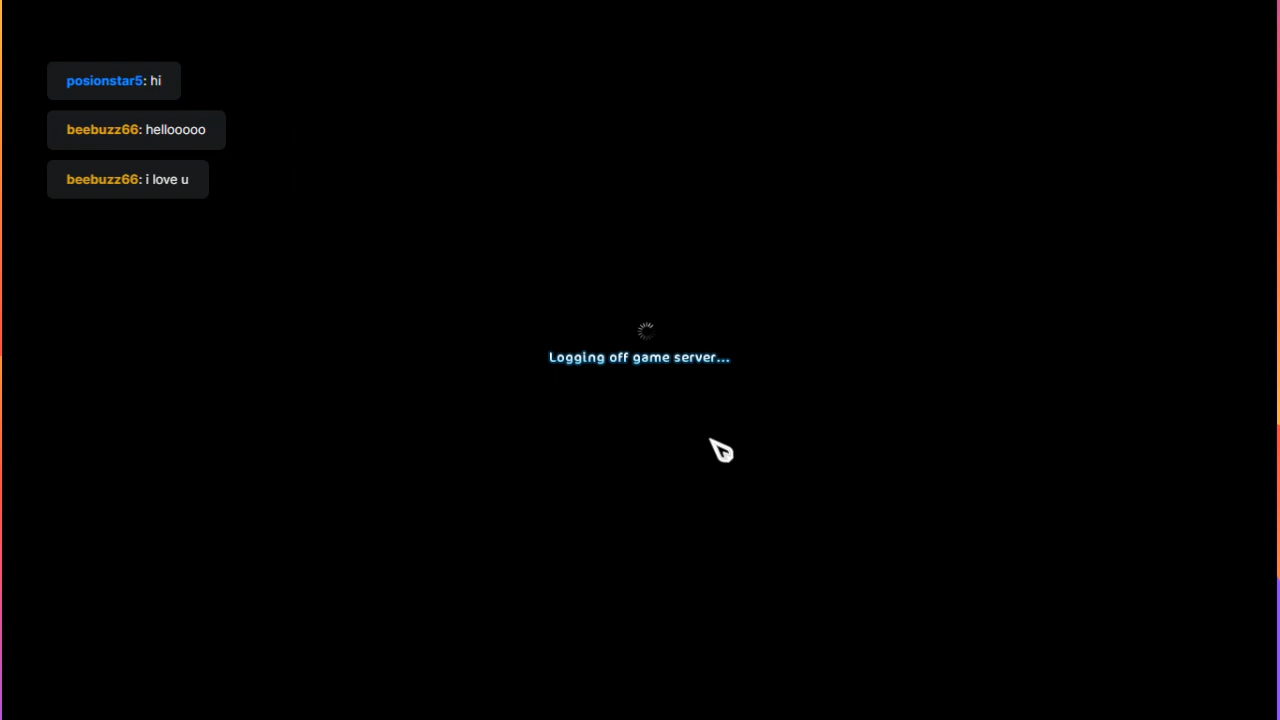 posionstar5: hi
beebuzz66: hellooooo
beebuzz66: i love u
Logging off game server...